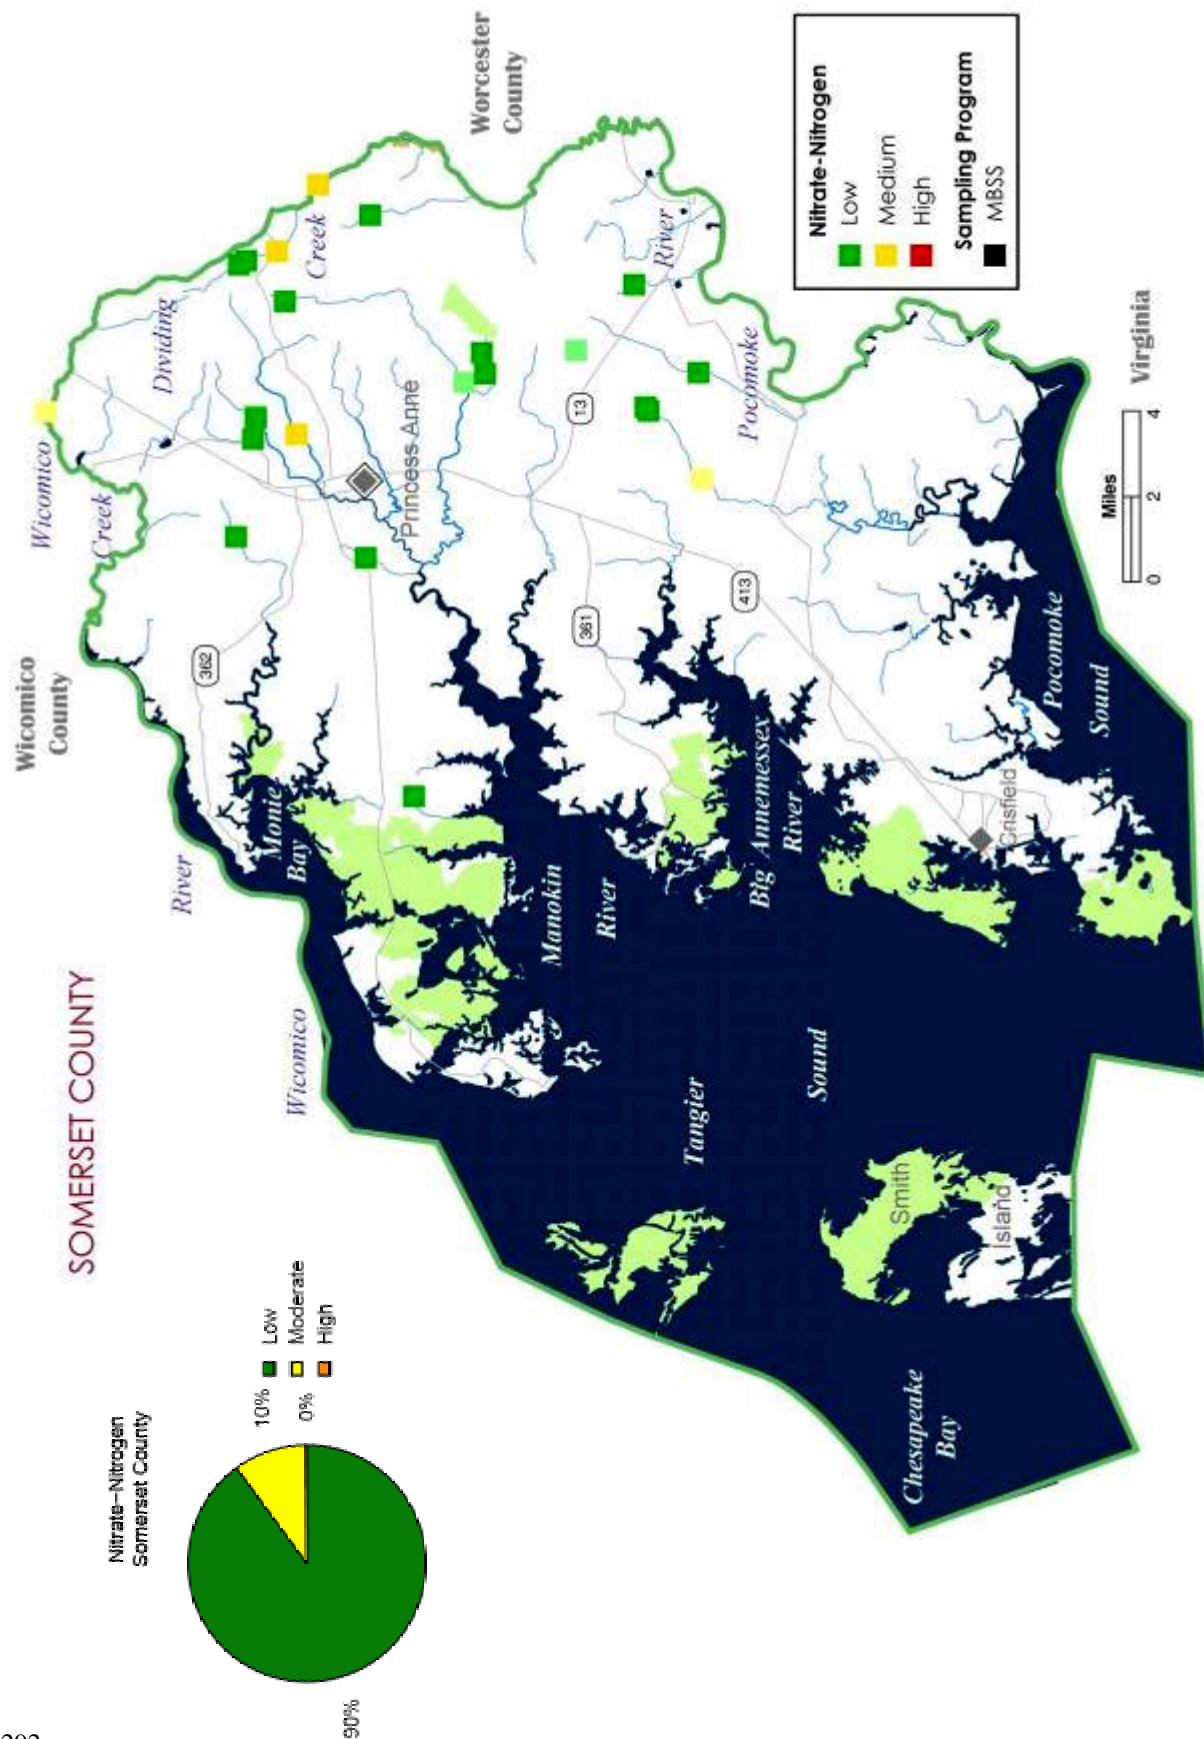 SOMERSET COUNTY
Nitrate-Nitrogen
Somerset County
90%
10%
0%
Low
Moderate
High
Wicomico
County
Worcester
County
Virginia
Wicomico
River
Wicomico
Creek
Dividing
Creek
Pocomoke
River
Monie
Bay
Manokin
River
Big Annemessex
River
Tangier
Sound
Pocomoke
Sound
Chesapeake
Bay
Smith
Island
Princess Anne
Crisfield
362
361
413
13
Miles
0 2 4
Nitrate-Nitrogen
Low
Medium
High
Sampling Program
MBSS